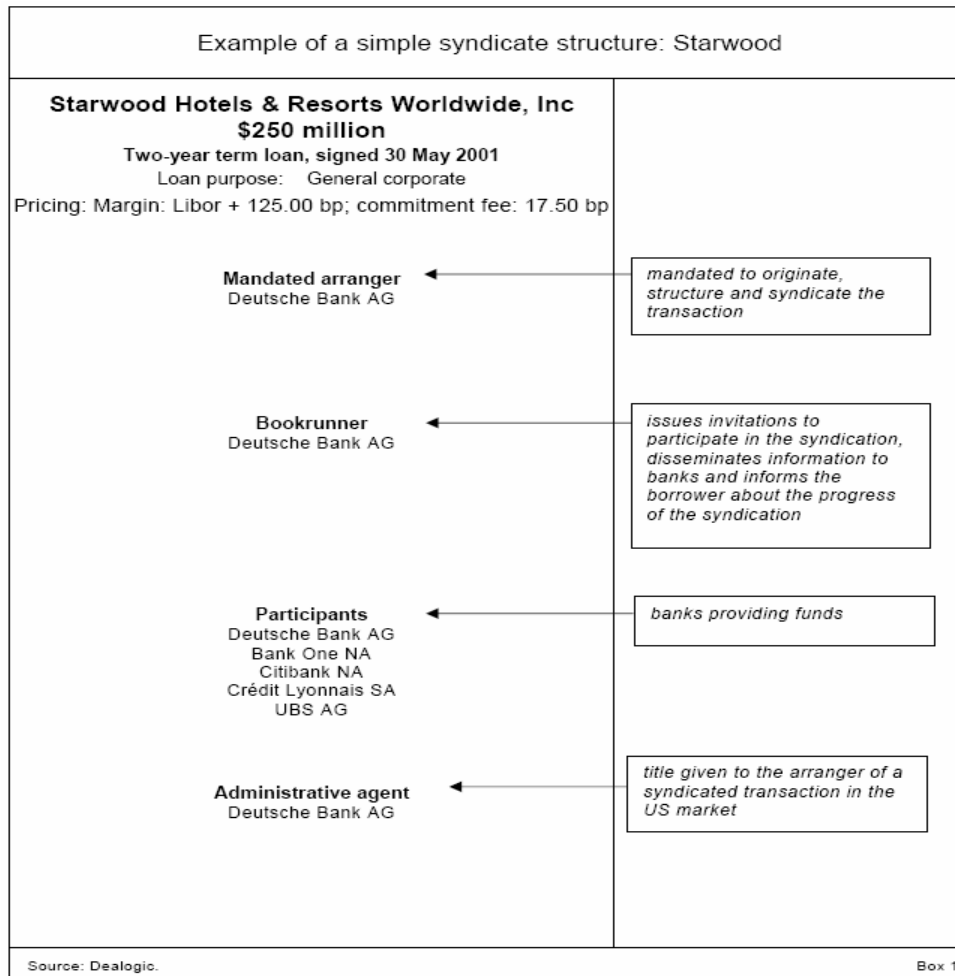 Example of a simple syndicate structure: Starwood
Starwood Hotels & Resorts Worldwide, Inc
$250 million
Two-year term loan, signed 30 May 2001
Loan purpose: General corporate
Pricing: Margin: Libor + 125.00 bp; commitment fee: 17.50 bp
Mandated arranger
Deutsche Bank AG
mandated to originate,
structure and syndicate the
transaction
Bookrunner
Deutsche Bank AG
issues invitations to
participate in the syndication,
disseminates information to
banks and informs the
borrower about the progress
of the syndication
Participants
Deutsche Bank AG
Bank One NA
Citibank NA
Crédit Lyonnais SA
UBS AG
banks providing funds
Administrative agent
Deutsche Bank AG
title given to the arranger of a
syndicated transaction in the
US market
Source: Dealogic.
Box 1